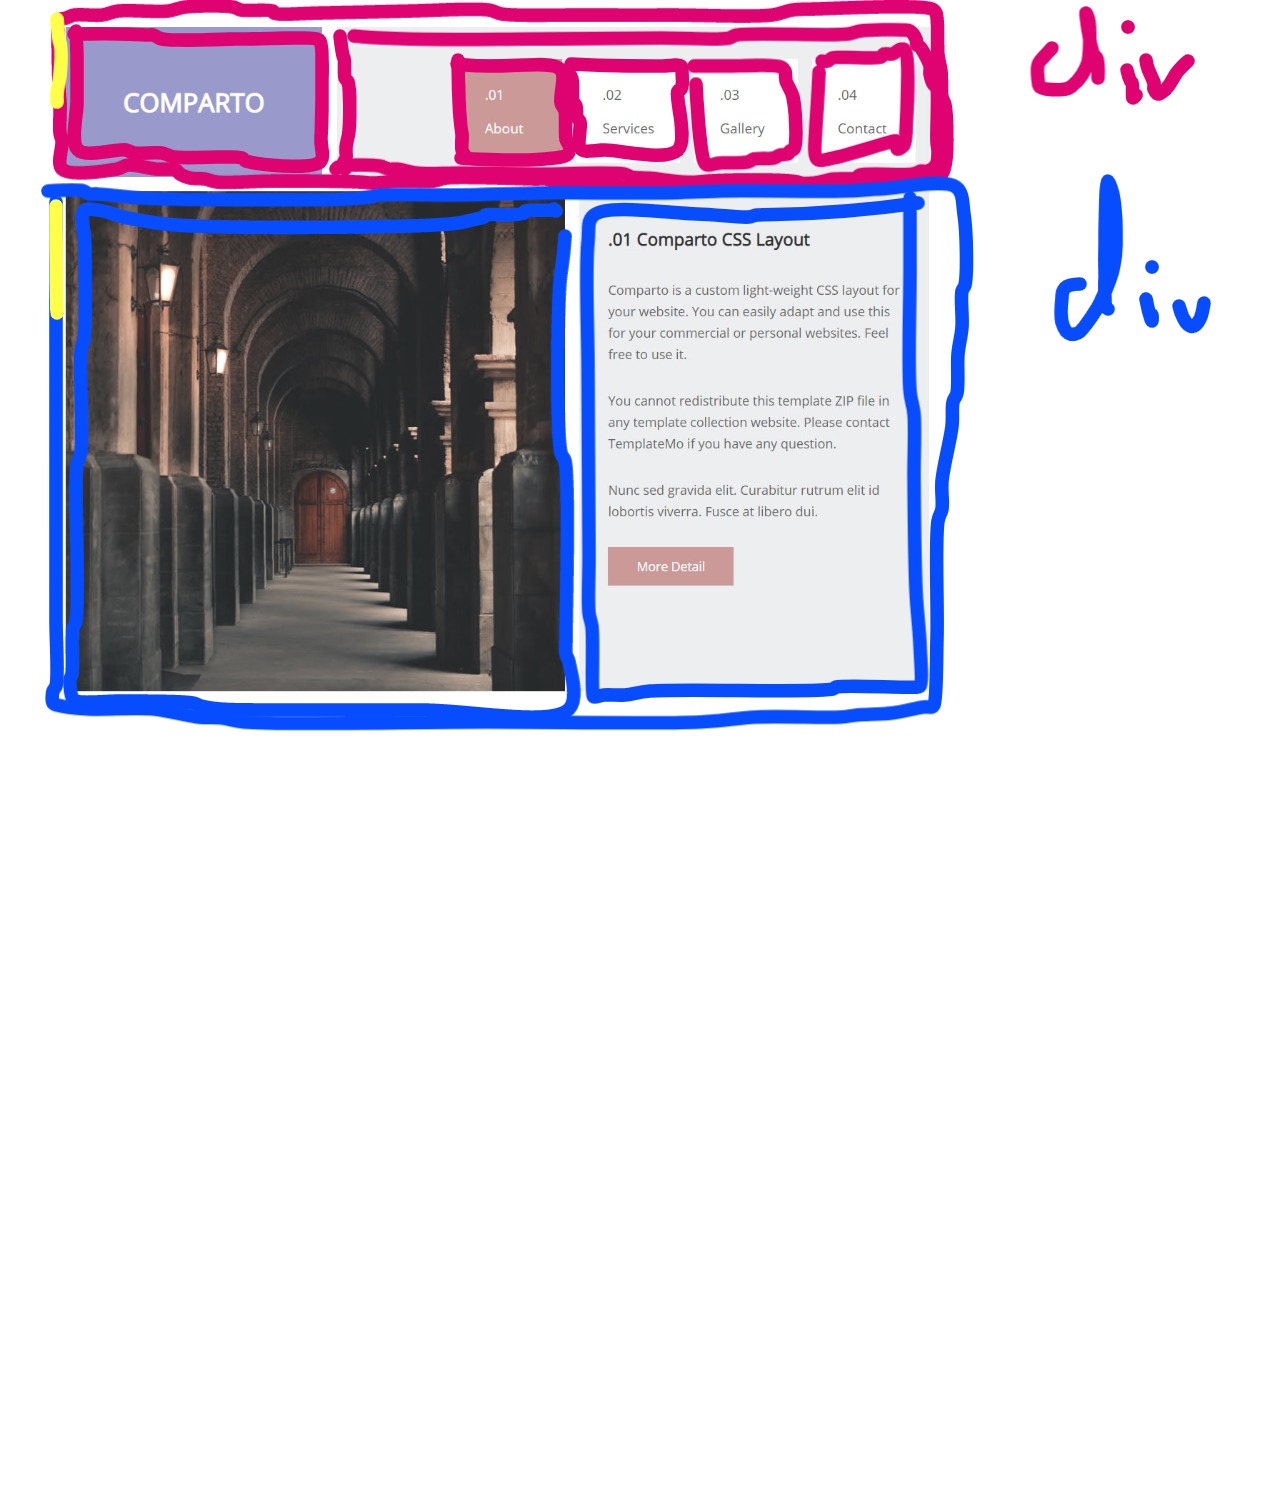 div
COMPARTO
.01
About
.02
Services
.03
Gallery
.04
Contact
div
.01 Comparto CSS Layout
Comparto is a custom light-weight CSS layout for
your website. You can easily adapt and use this
for your commercial or personal websites. Feel
free to use it.
You cannot redistribute this template ZIP file in
any template collection website. Please contact
TemplateMo if you have any question.
Nunc sed gravida elit. Curabitur rutrum elit id
lobortis viverra. Fusce at libero dui.
More Detail